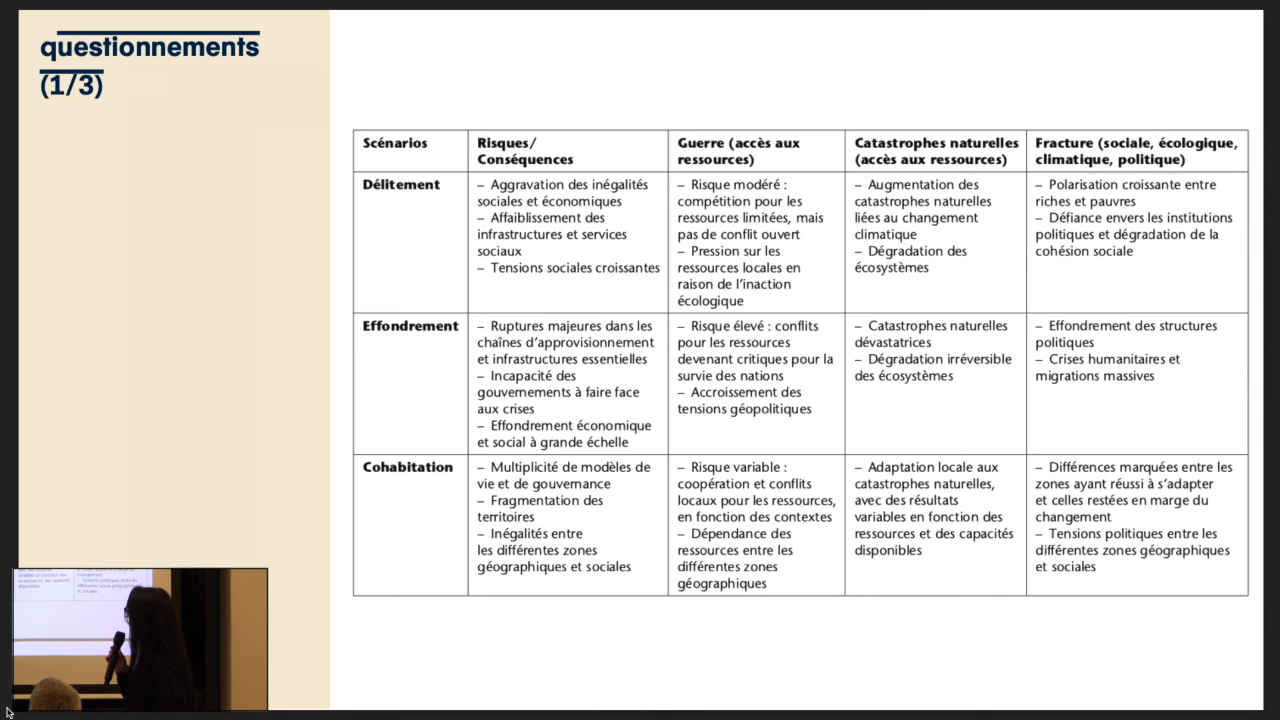 questionnements
(1/3)
Scénarios
Risques/
Conséquences
Guerre (accès aux
ressources)
Catastrophes naturelles
(accès aux ressources)
Fracture (sociale, écologique,
climatique, politique)
Délitement
– Aggravation des inégalités
sociales et économiques
– Affaiblissement des
infrastructures et services
sociaux
– Tensions sociales croissantes
– Risque modéré :
compétition pour les
ressources limitées, mais
pas de conflit ouvert
– Pression sur les
ressources locales en
raison de l’inaction
écologique
– Augmentation des
catastrophes naturelles
liées au changement
climatique
– Dégradation des
écosystèmes
– Polarisation croissante entre
riches et pauvres
– Défiance envers les institutions
politiques et dégradation de la
cohésion sociale
Effondrement
– Ruptures majeures dans les
chaînes d’approvisionnement
et infrastructures essentielles
– Incapacité des
gouvernements à faire face
aux crises
– Effondrement économique
et social à grande échelle
– Risque élevé : conflits
pour les ressources
devenant critiques pour la
survie des nations
– Accroissement des
tensions géopolitiques
– Catastrophes naturelles
dévastatrices
– Dégradation irréversible
des écosystèmes
– Effondrement des structures
politiques
– Crises humanitaires et
migrations massives
Cohabitation
– Multiplicité de modèles de
vie et de gouvernance
– Fragmentation des
territoires
– Inégalités entre
les différentes zones
géographiques et sociales
– Risque variable :
coopération et conflits
locaux pour les ressources,
en fonction des contextes
– Dépendance des
ressources entre les
différentes zones
géographiques
– Adaptation locale aux
catastrophes naturelles,
avec des résultats
variables en fonction des
ressources et des capacités
disponibles
– Différences marquées entre les
zones ayant réussi à s’adapter
et celles restées en marge du
changement
– Tensions politiques entre les
différentes zones géographiques
et sociales